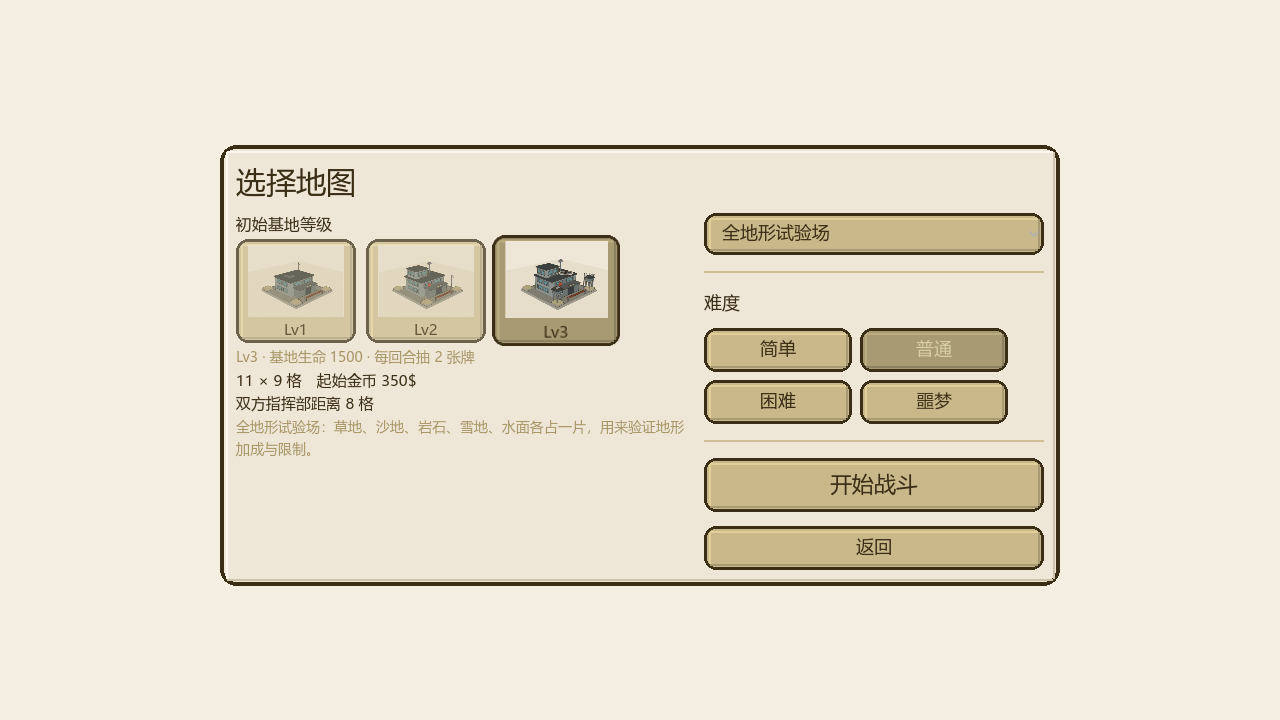 选择地图
初始基地等级
Lv1
Lv2
Lv3
Lv3 · 基地生命 1500 · 每回合抽 2 张牌
11 × 9 格 起始金币 350$
双方指挥部距离 8 格
全地形试验场：草地、沙地、岩石、雪地、水面各占一片，用来验证地形
加成与限制。
全地形试验场
难度
简单
普通
困难
噩梦
开始战斗
返回